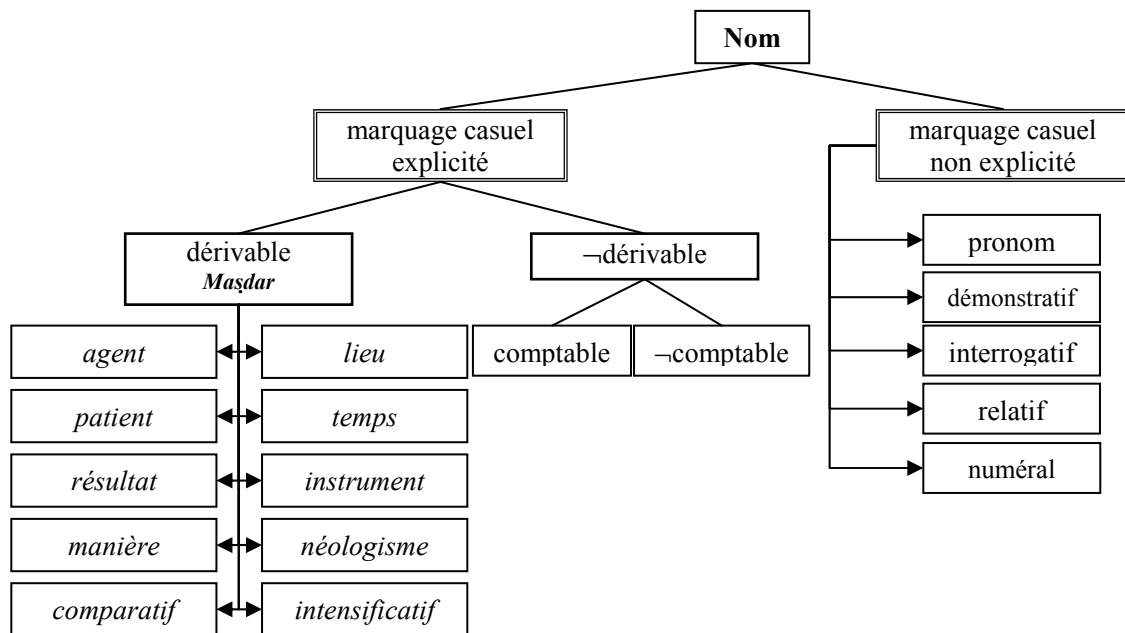 Nom
marquage casuel
explicité
marquage casuel
non explicité
dérivable
Maṣdar
¬dérivable
pronom
démonstratif
interrogatif
relatif
numéral
comptable
¬comptable
agent
lieu
patient
temps
résultat
instrument
manière
néologisme
comparatif
intensificatif